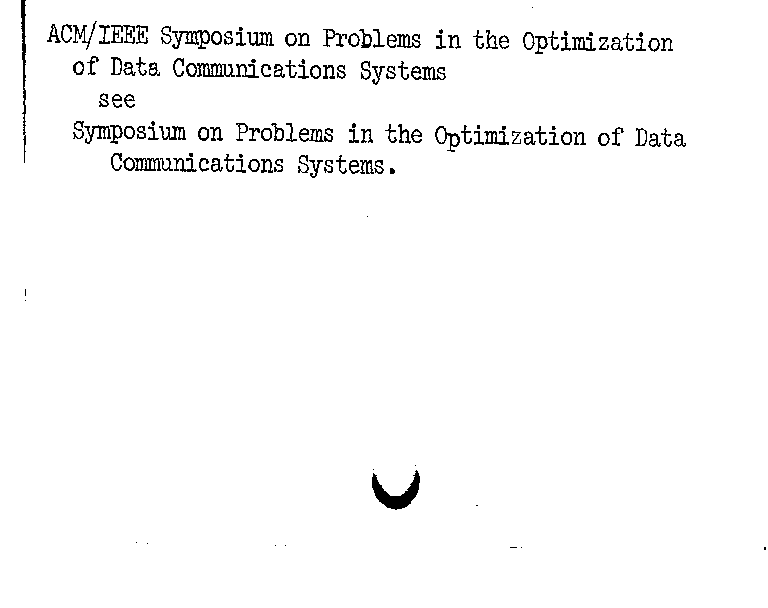 ACM/IEEE Symposium on Problems in the Optimization
of Data Communications Systems
see
Symposium on Problems in the Optimization of Data
Communications Systems.